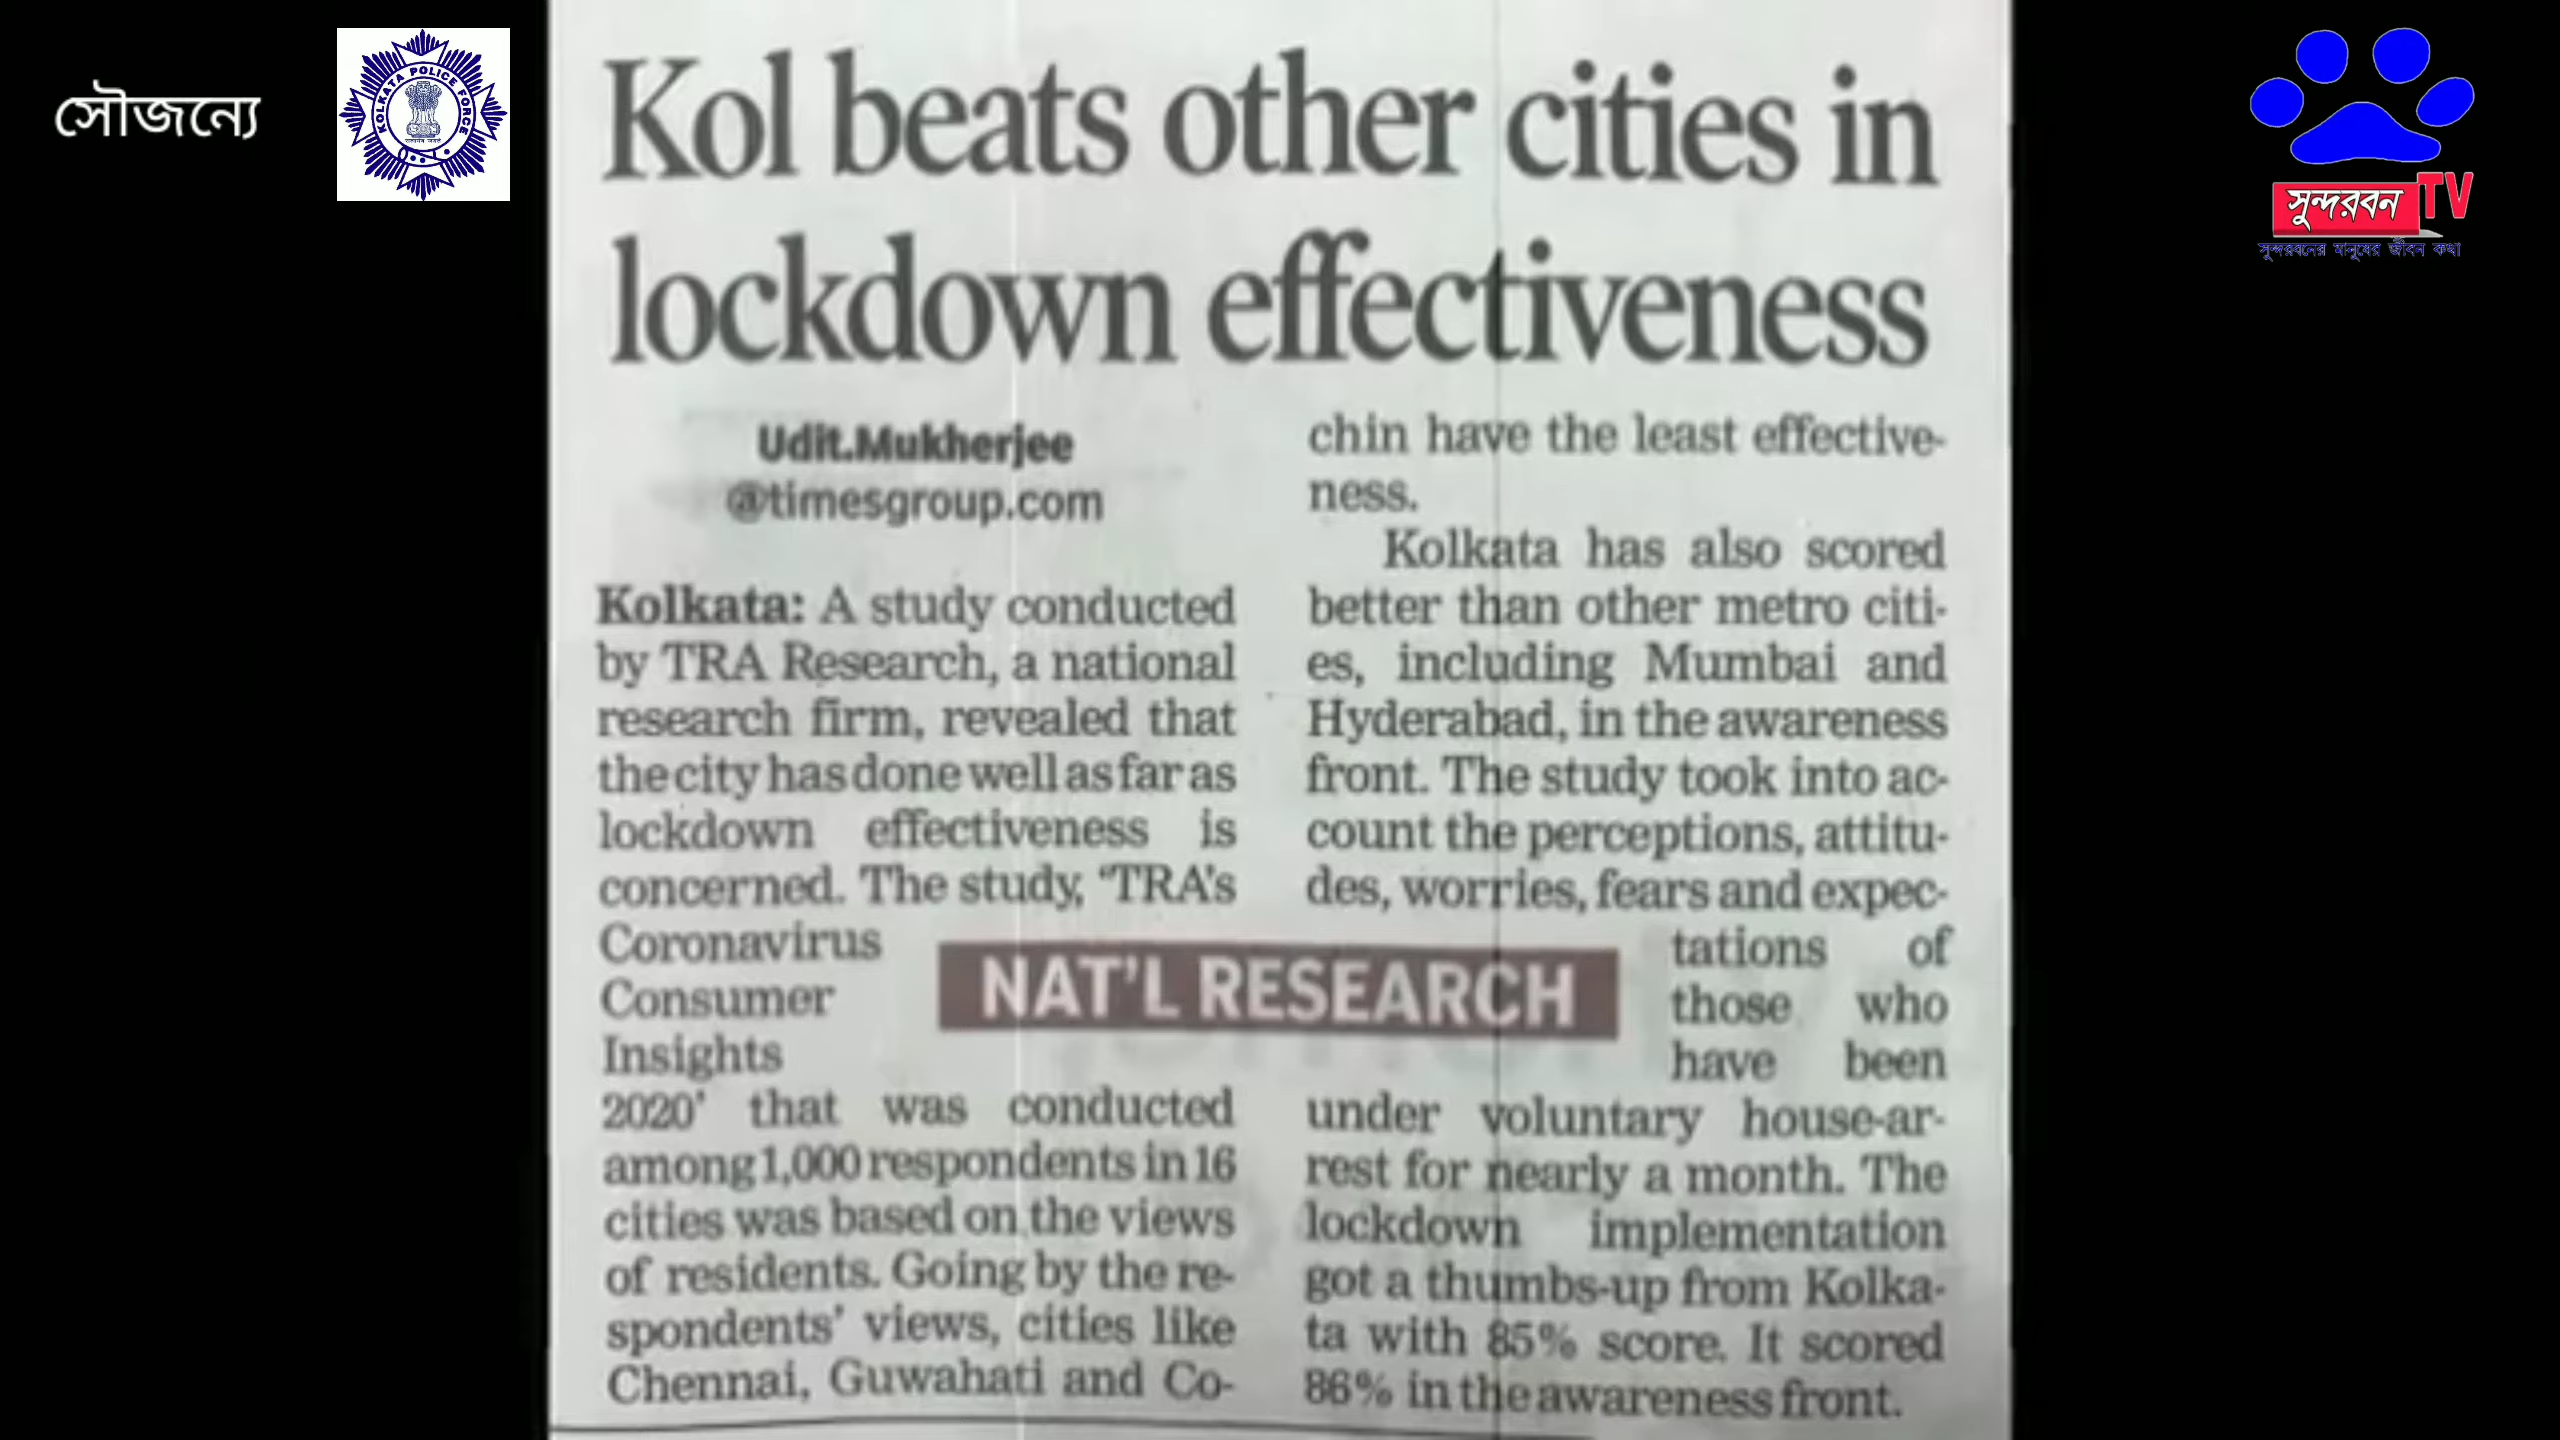 সৌজন্যে
KOLKATA POLICE FORCE
সুন্দরবন TV
সুন্দরবনের মানুষের জীবন কথা
Kol beats other cities in
lockdown effectiveness
Udit.Mukherjee
@timesgroup.com
Kolkata: A study conducted
by TRA Research, a national
research firm, revealed that
the city has done well as far as
lockdown effectiveness is
concerned. The study, 'TRA's
Coronavirus
Consumer
Insights
2020' that was conducted
among 1,000 respondents in 16
cities was based on the views
of residents. Going by the re-
spondents' views, cities like
Chennai, Guwahati and Co-
NAT'L RESEARCH
chin have the least effective-
ness.
Kolkata has also scored
better than other metro citi-
es, including Mumbai and
Hyderabad, in the awareness
front. The study took into ac-
count the perceptions, attitu-
des, worries, fears and expec-
tations of
those who
have been
under voluntary house-ar-
rest for nearly a month. The
lockdown implementation
got a thumbs-up from Kolka-
ta with 85% score. It scored
86% in the awareness front.